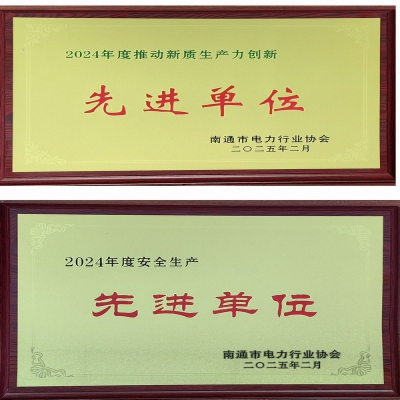 2024年度推动新质生产力创新
先进单位
南通市电力行业协会
二〇二五年二月
2024年度安全生产
先进单位
南通市电力行业协会
二〇二五年二月